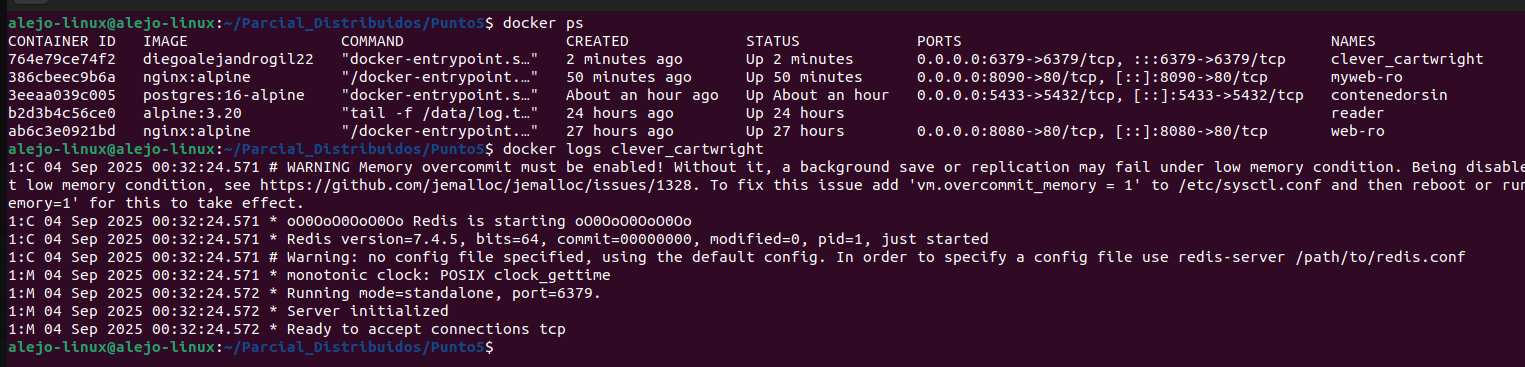 alejo-linux@alejo-linux:~/Parcial_Distribuidos/Punto5$ docker ps
CONTAINER ID   IMAGE                COMMAND                  CREATED             STATUS             PORTS                                         NAMES
764e79ce74f2   diegoalejandrogil22   "docker-entrypoint.s…"   2 minutes ago       Up 2 minutes       0.0.0.0:6379->6379/tcp, :::6379->6379/tcp     clever_cartwright
386cbeec9b6a   nginx:alpine         "/docker-entrypoint.…"   50 minutes ago      Up 50 minutes      0.0.0.0:8090->80/tcp, [::]:8090->80/tcp       myweb-ro
3eeaa039c005   postgres:16-alpine   "docker-entrypoint.s…"   About an hour ago   Up About an hour   0.0.0.0:5433->5432/tcp, [::]:5433->5432/tcp   contenedorsin
b2d3b4c56ce0   alpine:3.20          "tail -f /data/log.t…"   24 hours ago        Up 24 hours                                                      reader
ab6c3e0921bd   nginx:alpine         "/docker-entrypoint.…"   27 hours ago        Up 27 hours        0.0.0.0:8080->80/tcp, [::]:8080->80/tcp       web-ro
alejo-linux@alejo-linux:~/Parcial_Distribuidos/Punto5$ docker logs clever_cartwright
1:C 04 Sep 2025 00:32:24.571 # WARNING Memory overcommit must be enabled! Without it, a background save or replication may fail under low memory condition. Being disable
t low memory condition, see https://github.com/jemalloc/jemalloc/issues/1328. To fix this issue add 'vm.overcommit_memory = 1' to /etc/sysctl.conf and then reboot or run
emory=1' for this to take effect.
1:C 04 Sep 2025 00:32:24.571 * oO0OoO0OoO0Oo Redis is starting oO0OoO0OoO0Oo
1:C 04 Sep 2025 00:32:24.571 * Redis version=7.4.5, bits=64, commit=00000000, modified=0, pid=1, just started
1:C 04 Sep 2025 00:32:24.571 # Warning: no config file specified, using the default config. In order to specify a config file use redis-server /path/to/redis.conf
1:M 04 Sep 2025 00:32:24.571 * monotonic clock: POSIX clock_gettime
1:M 04 Sep 2025 00:32:24.572 * Running mode=standalone, port=6379.
1:M 04 Sep 2025 00:32:24.572 * Server initialized
1:M 04 Sep 2025 00:32:24.572 * Ready to accept connections tcp
alejo-linux@alejo-linux:~/Parcial_Distribuidos/Punto5$